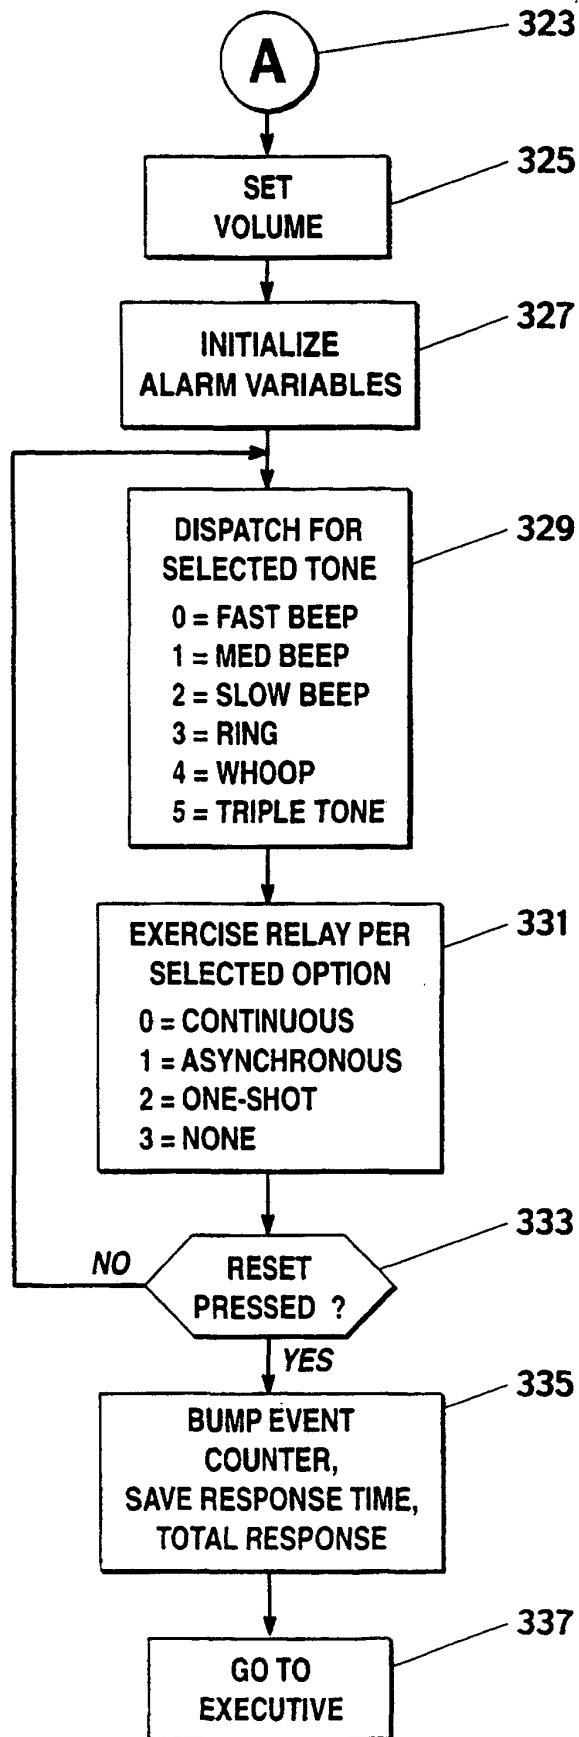 A
323
SET
VOLUME
325
INITIALIZE
ALARM VARIABLES
327
DISPATCH FOR
SELECTED TONE
0 = FAST BEEP
1 = MED BEEP
2 = SLOW BEEP
3 = RING
4 = WHOOP
5 = TRIPLE TONE
329
EXERCISE RELAY PER
SELECTED OPTION
0 = CONTINUOUS
1 = ASYNCHRONOUS
2 = ONE-SHOT
3 = NONE
331
RESET
PRESSED ?
333
NO
YES
BUMP EVENT
COUNTER,
SAVE RESPONSE TIME,
TOTAL RESPONSE
335
GO TO
EXECUTIVE
337